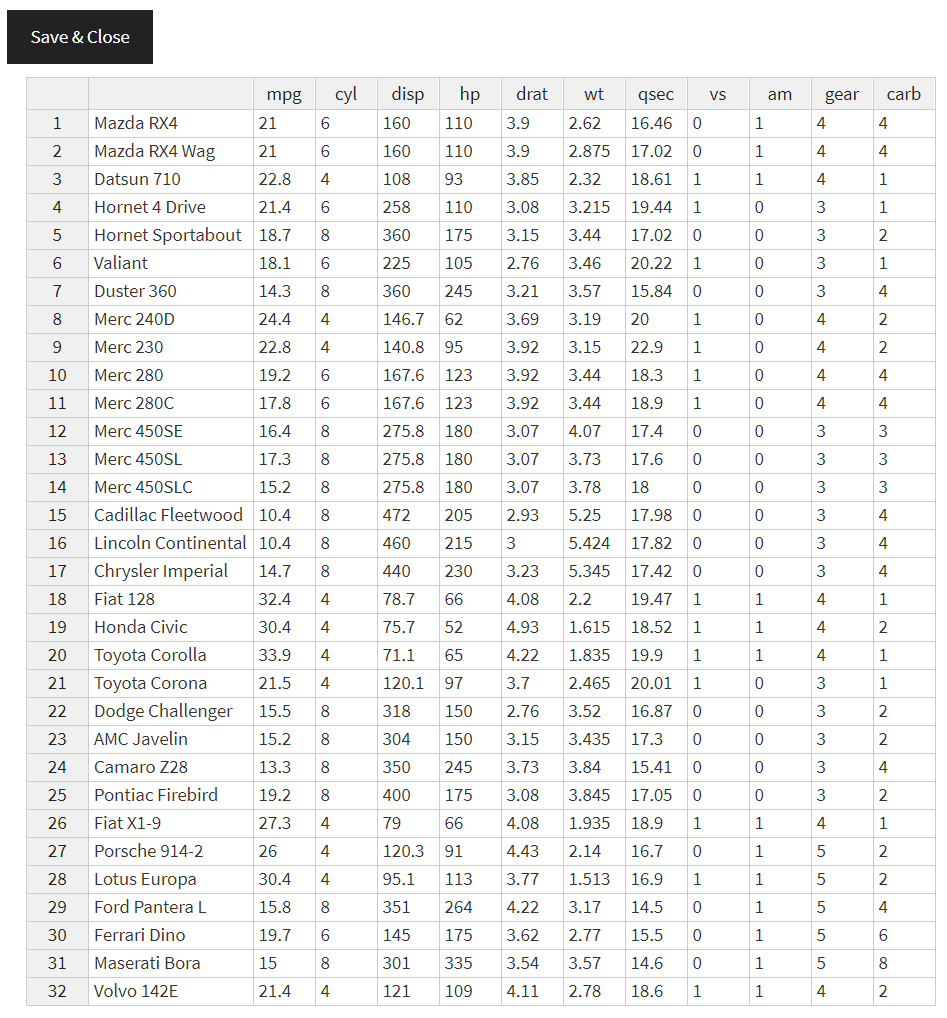 Save & Close
mpg cyl disp hp drat wt qsec vs am gear carb
1 Mazda RX4 21 6 160 110 3.9 2.62 16.46 0 1 4 4
2 Mazda RX4 Wag 21 6 160 110 3.9 2.875 17.02 0 1 4 4
3 Datsun 710 22.8 4 108 93 3.85 2.32 18.61 1 1 4 1
4 Hornet 4 Drive 21.4 6 258 110 3.08 3.215 19.44 1 0 3 1
5 Hornet Sportabout 18.7 8 360 175 3.15 3.44 17.02 0 0 3 2
6 Valiant 18.1 6 225 105 2.76 3.46 20.22 1 0 3 1
7 Duster 360 14.3 8 360 245 3.21 3.57 15.84 0 0 3 4
8 Merc 240D 24.4 4 146.7 62 3.69 3.19 20 1 0 4 2
9 Merc 230 22.8 4 140.8 95 3.92 3.15 22.9 1 0 4 2
10 Merc 280 19.2 6 167.6 123 3.92 3.44 18.3 1 0 4 4
11 Merc 280C 17.8 6 167.6 123 3.92 3.44 18.9 1 0 4 4
12 Merc 450SE 16.4 8 275.8 180 3.07 4.07 17.4 0 0 3 3
13 Merc 450SL 17.3 8 275.8 180 3.07 3.73 17.6 0 0 3 3
14 Merc 450SLC 15.2 8 275.8 180 3.07 3.78 18 0 0 3 3
15 Cadillac Fleetwood 10.4 8 472 205 2.93 5.25 17.98 0 0 3 4
16 Lincoln Continental 10.4 8 460 215 3 5.424 17.82 0 0 3 4
17 Chrysler Imperial 14.7 8 440 230 3.23 5.345 17.42 0 0 3 4
18 Fiat 128 32.4 4 78.7 66 4.08 2.2 19.47 1 1 4 1
19 Honda Civic 30.4 4 75.7 52 4.93 1.615 18.52 1 1 4 2
20 Toyota Corolla 33.9 4 71.1 65 4.22 1.835 19.9 1 1 4 1
21 Toyota Corona 21.5 4 120.1 97 3.7 2.465 20.01 1 0 3 1
22 Dodge Challenger 15.5 8 318 150 2.76 3.52 16.87 0 0 3 2
23 AMC Javelin 15.2 8 304 150 3.15 3.435 17.3 0 0 3 2
24 Camaro Z28 13.3 8 350 245 3.73 3.84 15.41 0 0 3 4
25 Pontiac Firebird 19.2 8 400 175 3.08 3.845 17.05 0 0 3 2
26 Fiat X1-9 27.3 4 79 66 4.08 1.935 18.9 1 1 4 1
27 Porsche 914-2 26 4 120.3 91 4.43 2.14 16.7 0 1 5 2
28 Lotus Europa 30.4 4 95.1 113 3.77 1.513 16.9 1 1 5 2
29 Ford Pantera L 15.8 8 351 264 4.22 3.17 14.5 0 1 5 4
30 Ferrari Dino 19.7 6 145 175 3.62 2.77 15.5 0 1 5 6
31 Maserati Bora 15 8 301 335 3.54 3.57 14.6 0 1 5 8
32 Volvo 142E 21.4 4 121 109 4.11 2.78 18.6 1 1 4 2